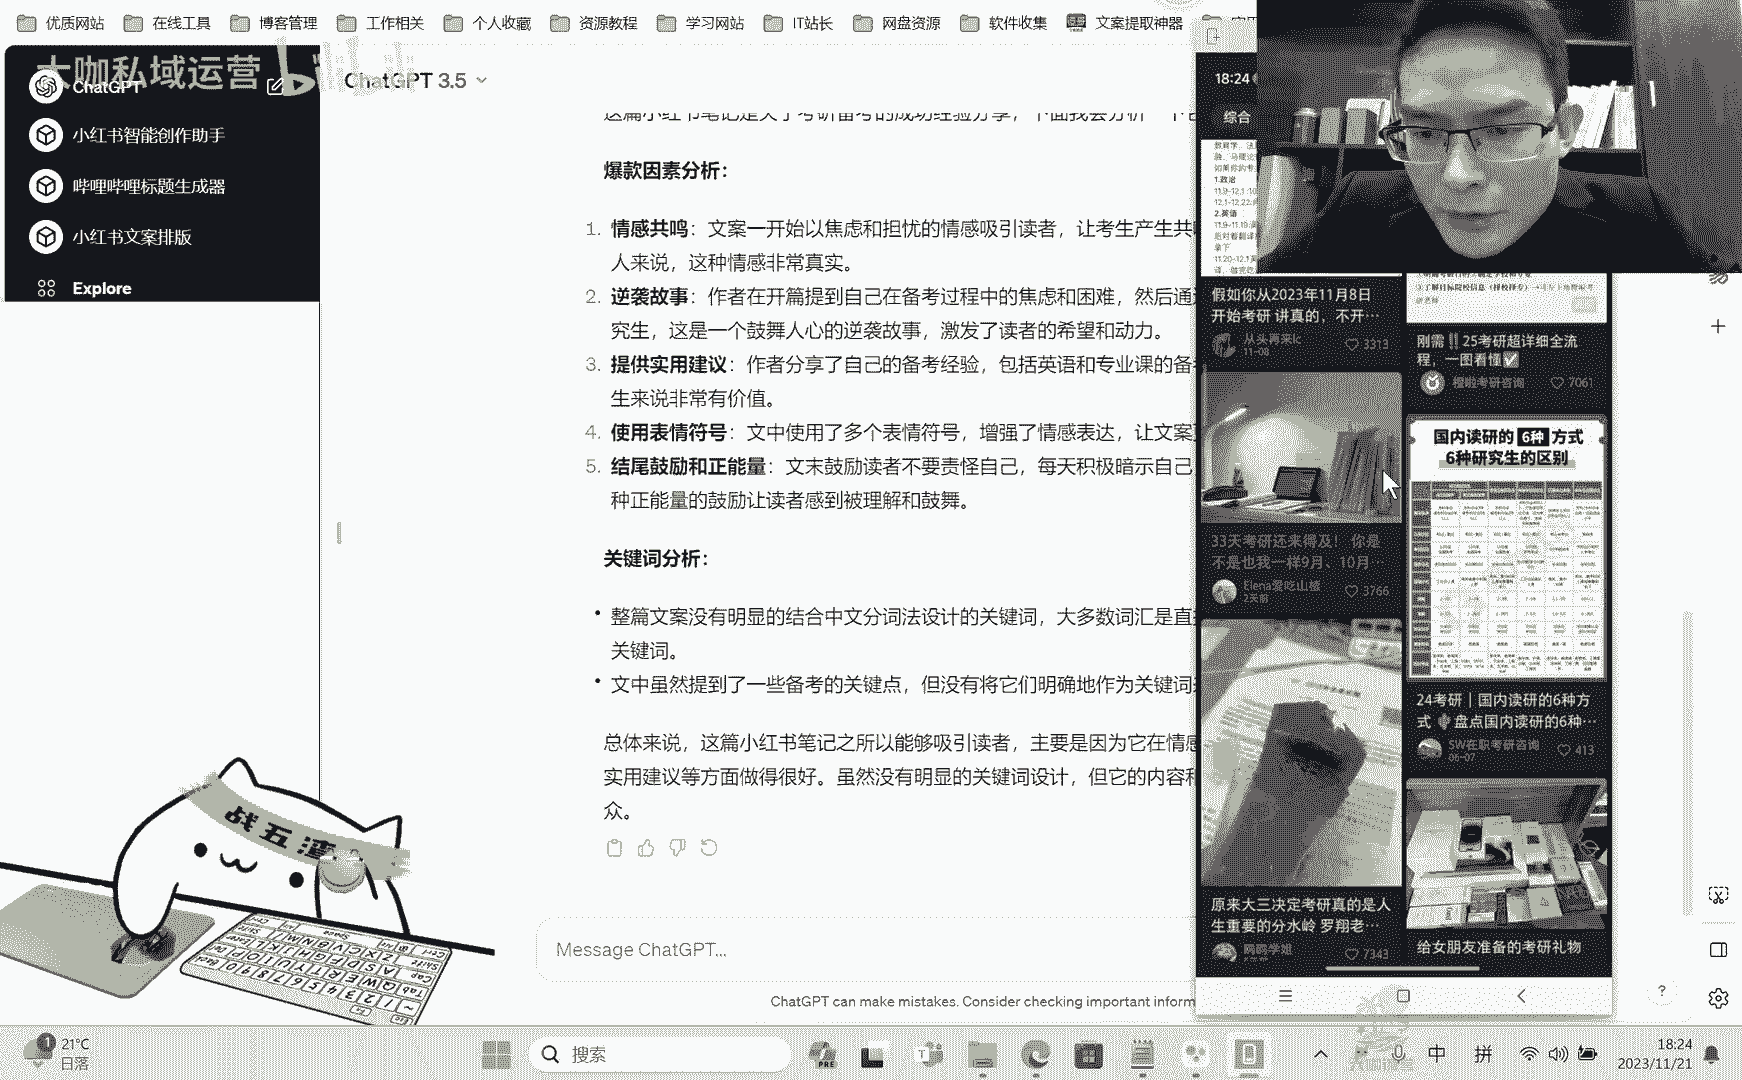 优质网站
在线工具
博客管理
工作相关
个人收藏
资源教程
学习网站
IT站长
网盘资源
软件收集
文案提取神器
大咖私域运营
ChatGPT
小红书智能创作助手
哔哩哔哩标题生成器
小红书文案排版
Explore
ChatGPT 3.5
爆款因素分析：
1. 情感共鸣：文案一开始以焦虑和担忧的情感吸引读者，让考生产生共
人来说，这种情感非常真实。
2. 逆袭故事：作者在开篇提到自己在备考过程中的焦虑和困难，然后通
究生，这是一个鼓舞人心的逆袭故事，激发了读者的希望和动力。
3. 提供实用建议：作者分享了自己的备考经验，包括英语和专业课的备
生来说非常有价值。
4. 使用表情符号：文中使用了多个表情符号，增强了情感表达，让文案
5. 结尾鼓励和正能量：文末鼓励读者不要责怪自己，每天积极暗示自己
种正能量的鼓励让读者感到被理解和鼓舞。
关键词分析：
• 整篇文案没有明显的结合中文分词法设计的关键词，大多数词汇是直
关键词。
• 文中虽然提到了一些备考的关键点，但没有将它们明确地作为关键词
总体来说，这篇小红书笔记之所以能够吸引读者，主要是因为它在情感
实用建议等方面做得很好。虽然没有明显的关键词设计，但它的内容和
众。
Message ChatGPT...
ChatGPT can make mistakes. Consider checking important inform
18:24
综合
1.政治
2.英语
假如你从2023年11月8日
开始考研 讲真的，不开…
从头再来lc
11-08
3313
刚需‼️25考研超详细全流
程，一图看懂✅
橙啦考研咨询
7061
国内读研的 6种 方式
6种研究生的区别
33天考研还来得及！ 你是
不是也我一样9月、10月…
Elena爱吃山楂
2天前
3766
24考研｜国内读研的6种方
式 盘点国内读研的6种…
SW在职考研咨询
06-07
413
原来大三决定考研真的是人
生重要的分水岭 罗翔老…
7343
给女朋友准备的考研礼物
战五渣
21°C
日落
搜索
中
拼
18:24
2023/11/21